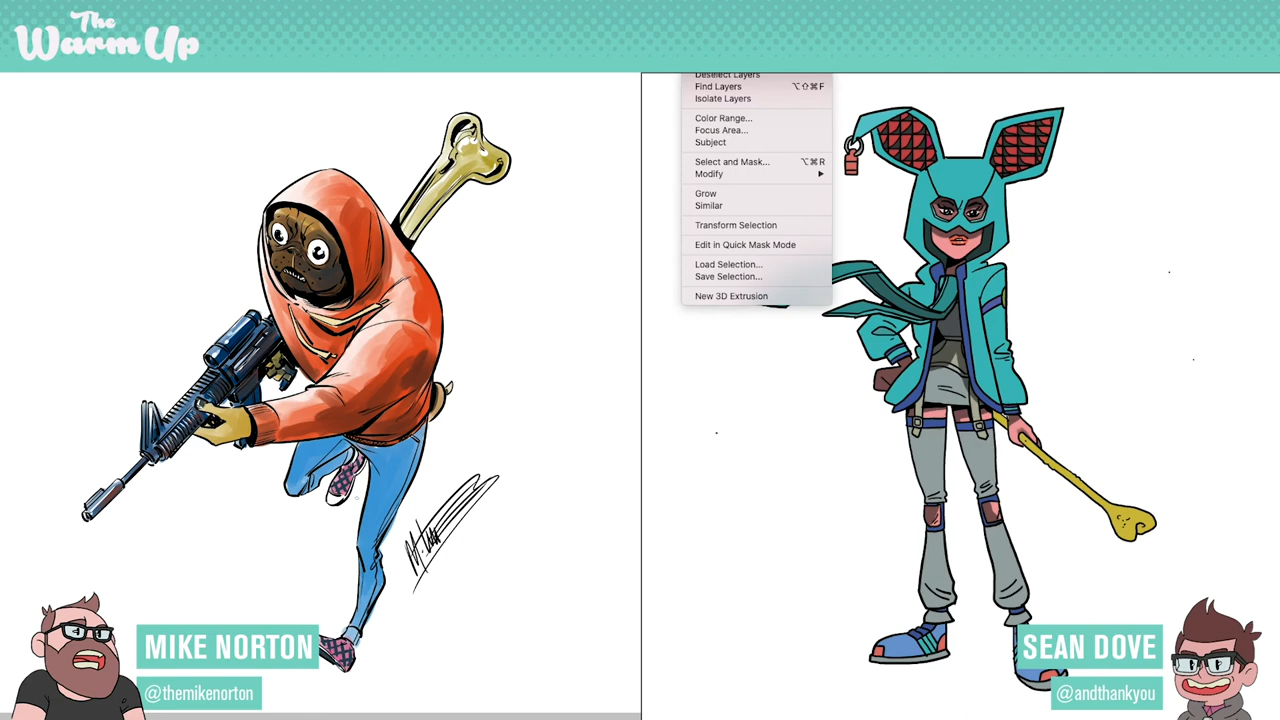 The
Warm Up
Deselect Layers
Find Layers ⌥⇧⌘F
Isolate Layers
Color Range...
Focus Area...
Subject
Select and Mask... ⌥⌘R
Modify ▶
Grow
Similar
Transform Selection
Edit in Quick Mask Mode
Load Selection...
Save Selection...
New 3D Extrusion
MIKE NORTON
@themikenorton
SEAN DOVE
@andthankyou